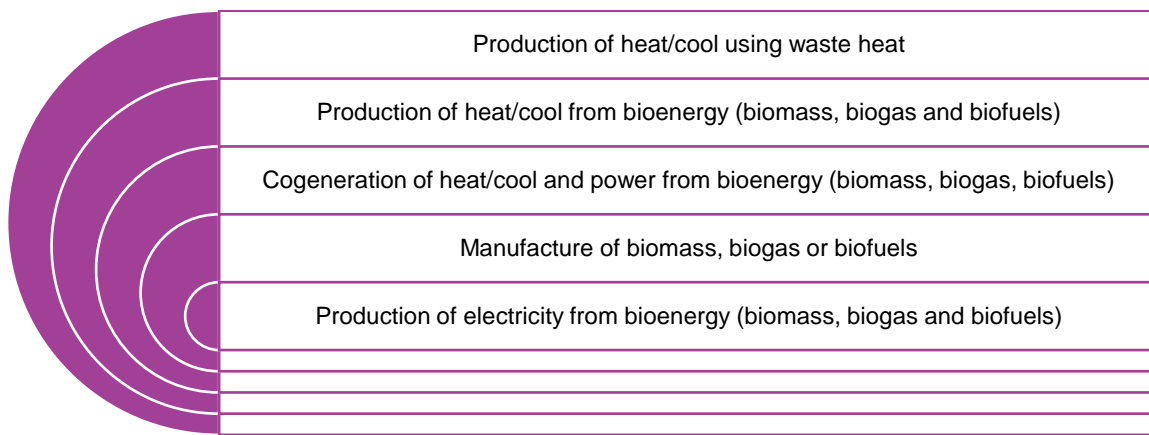 Production of heat/cool using waste heat
Production of heat/cool from bioenergy (biomass, biogas and biofuels)
Cogeneration of heat/cool and power from bioenergy (biomass, biogas, biofuels)
Manufacture of biomass, biogas or biofuels
Production of electricity from bioenergy (biomass, biogas and biofuels)